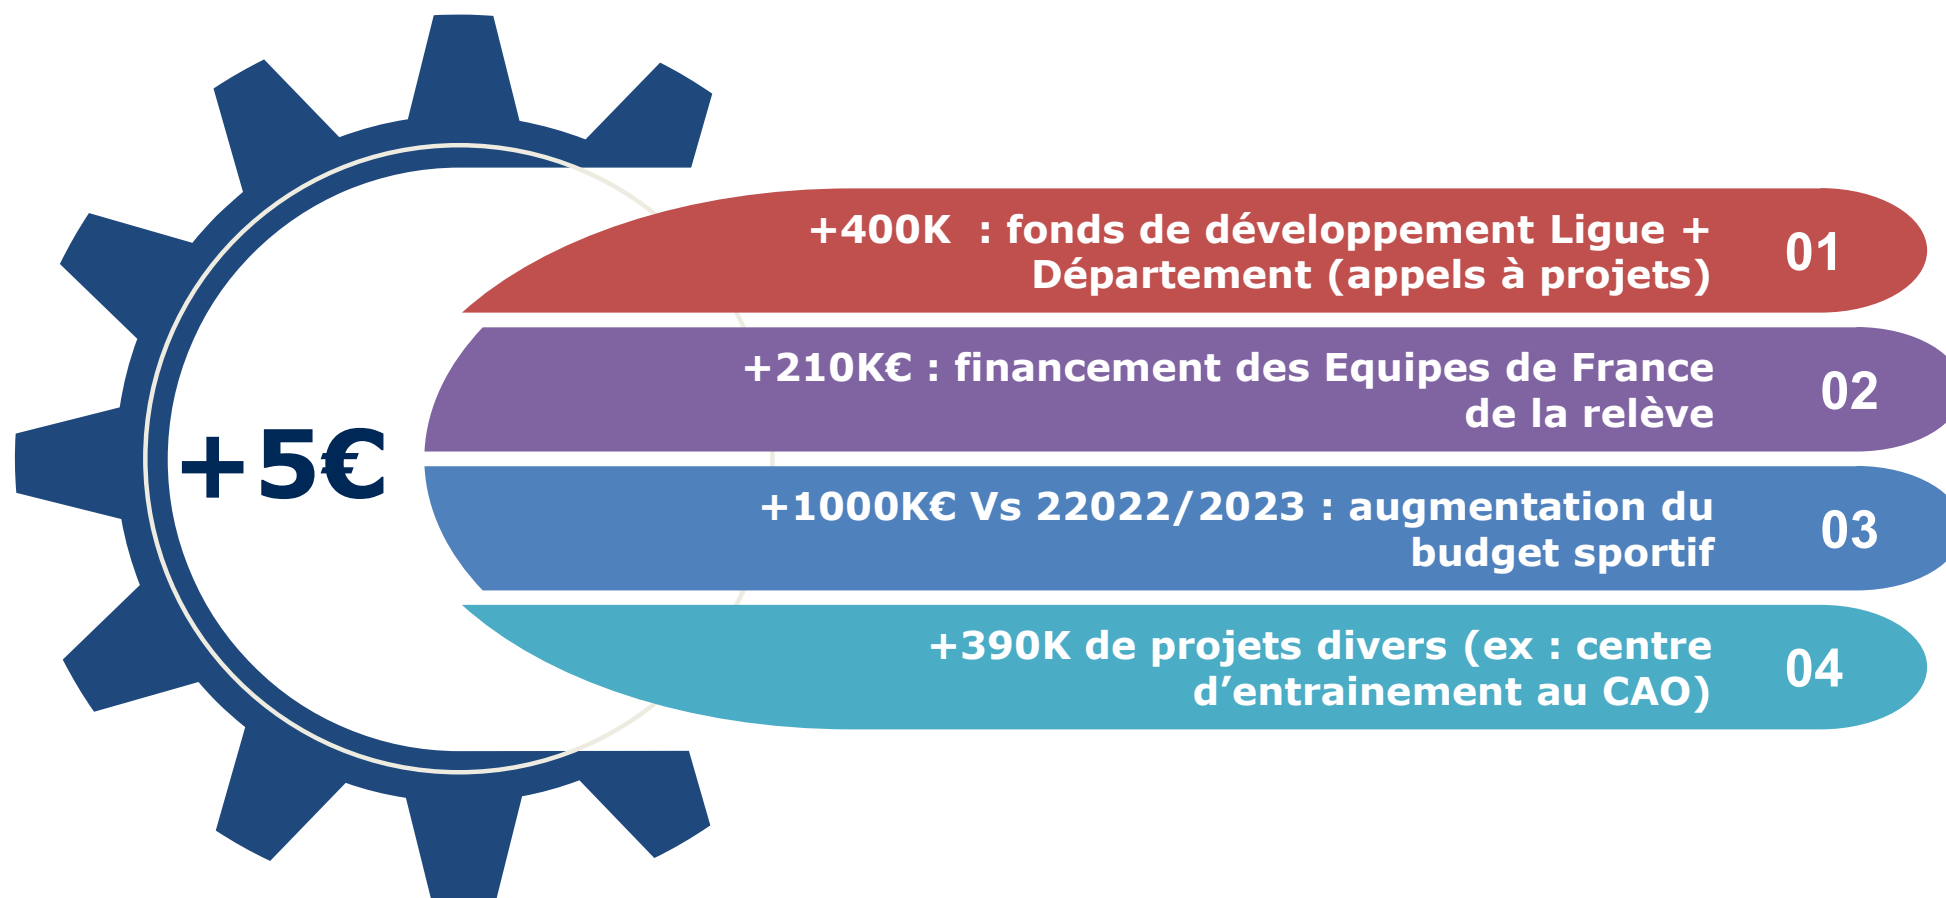 +5€
+400K  : fonds de développement Ligue +
Département (appels à projets)
01
+210K€ : financement des Equipes de France
de la relève
02
+1000K€ Vs 22022/2023 : augmentation du
budget sportif
03
+390K de projets divers (ex : centre
d’entrainement au CAO)
04